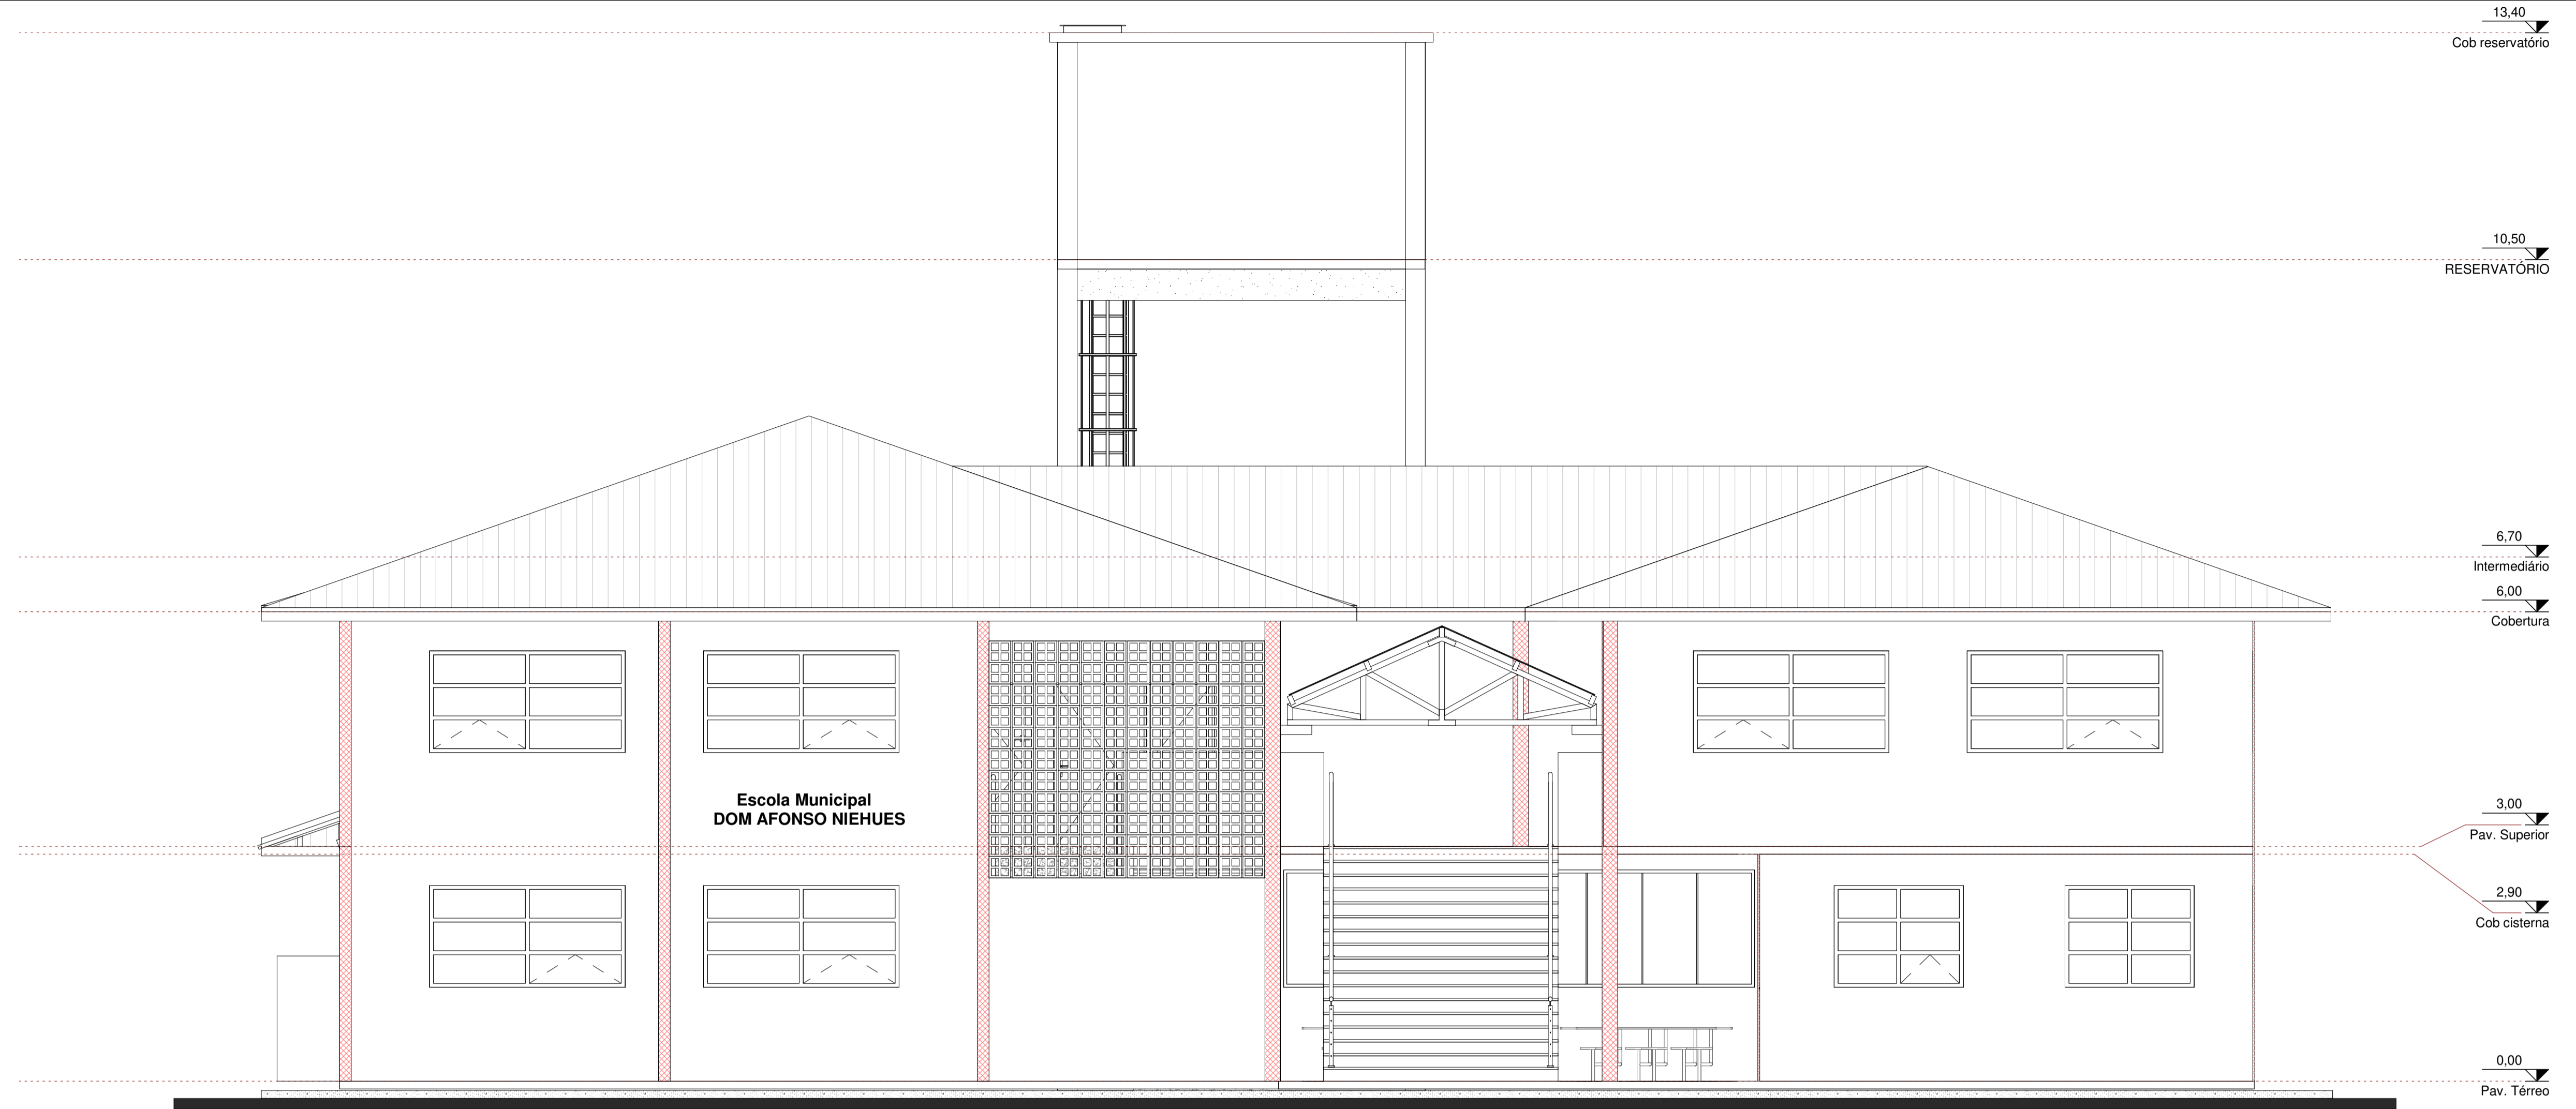 13,40
Cob reservatório
10,50
RESERVATÓRIO
6,70
Intermediário
6,00
Cobertura
Escola Municipal
DOM AFONSO NIEHUES
3,00
Pav. Superior
2,90
Cob cisterna
0,00
Pav. Térreo